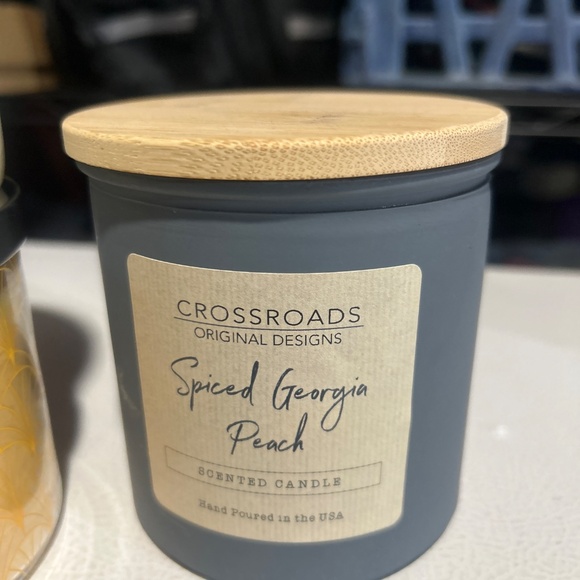 CROSSROADS
ORIGINAL DESIGNS
Spiced Georgia
Peach
SCENTED CANDLE
Hand Poured in the USA